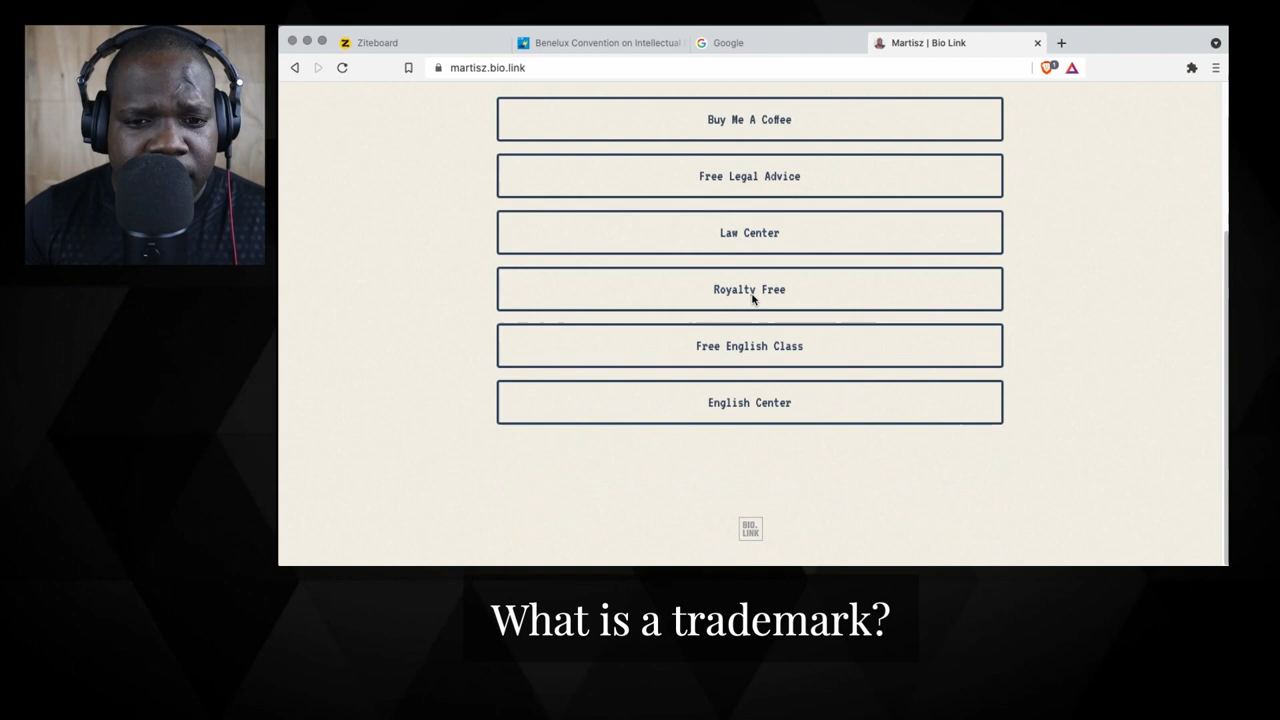 Ziteboard
Benelux Convention on Intellectual
Google
Martisz | Bio Link
martisz.bio.link
1
Buy Me A Coffee
Free Legal Advice
Law Center
Royalty Free
Free English Class
English Center
BIO.
LINK
What is a trademark?